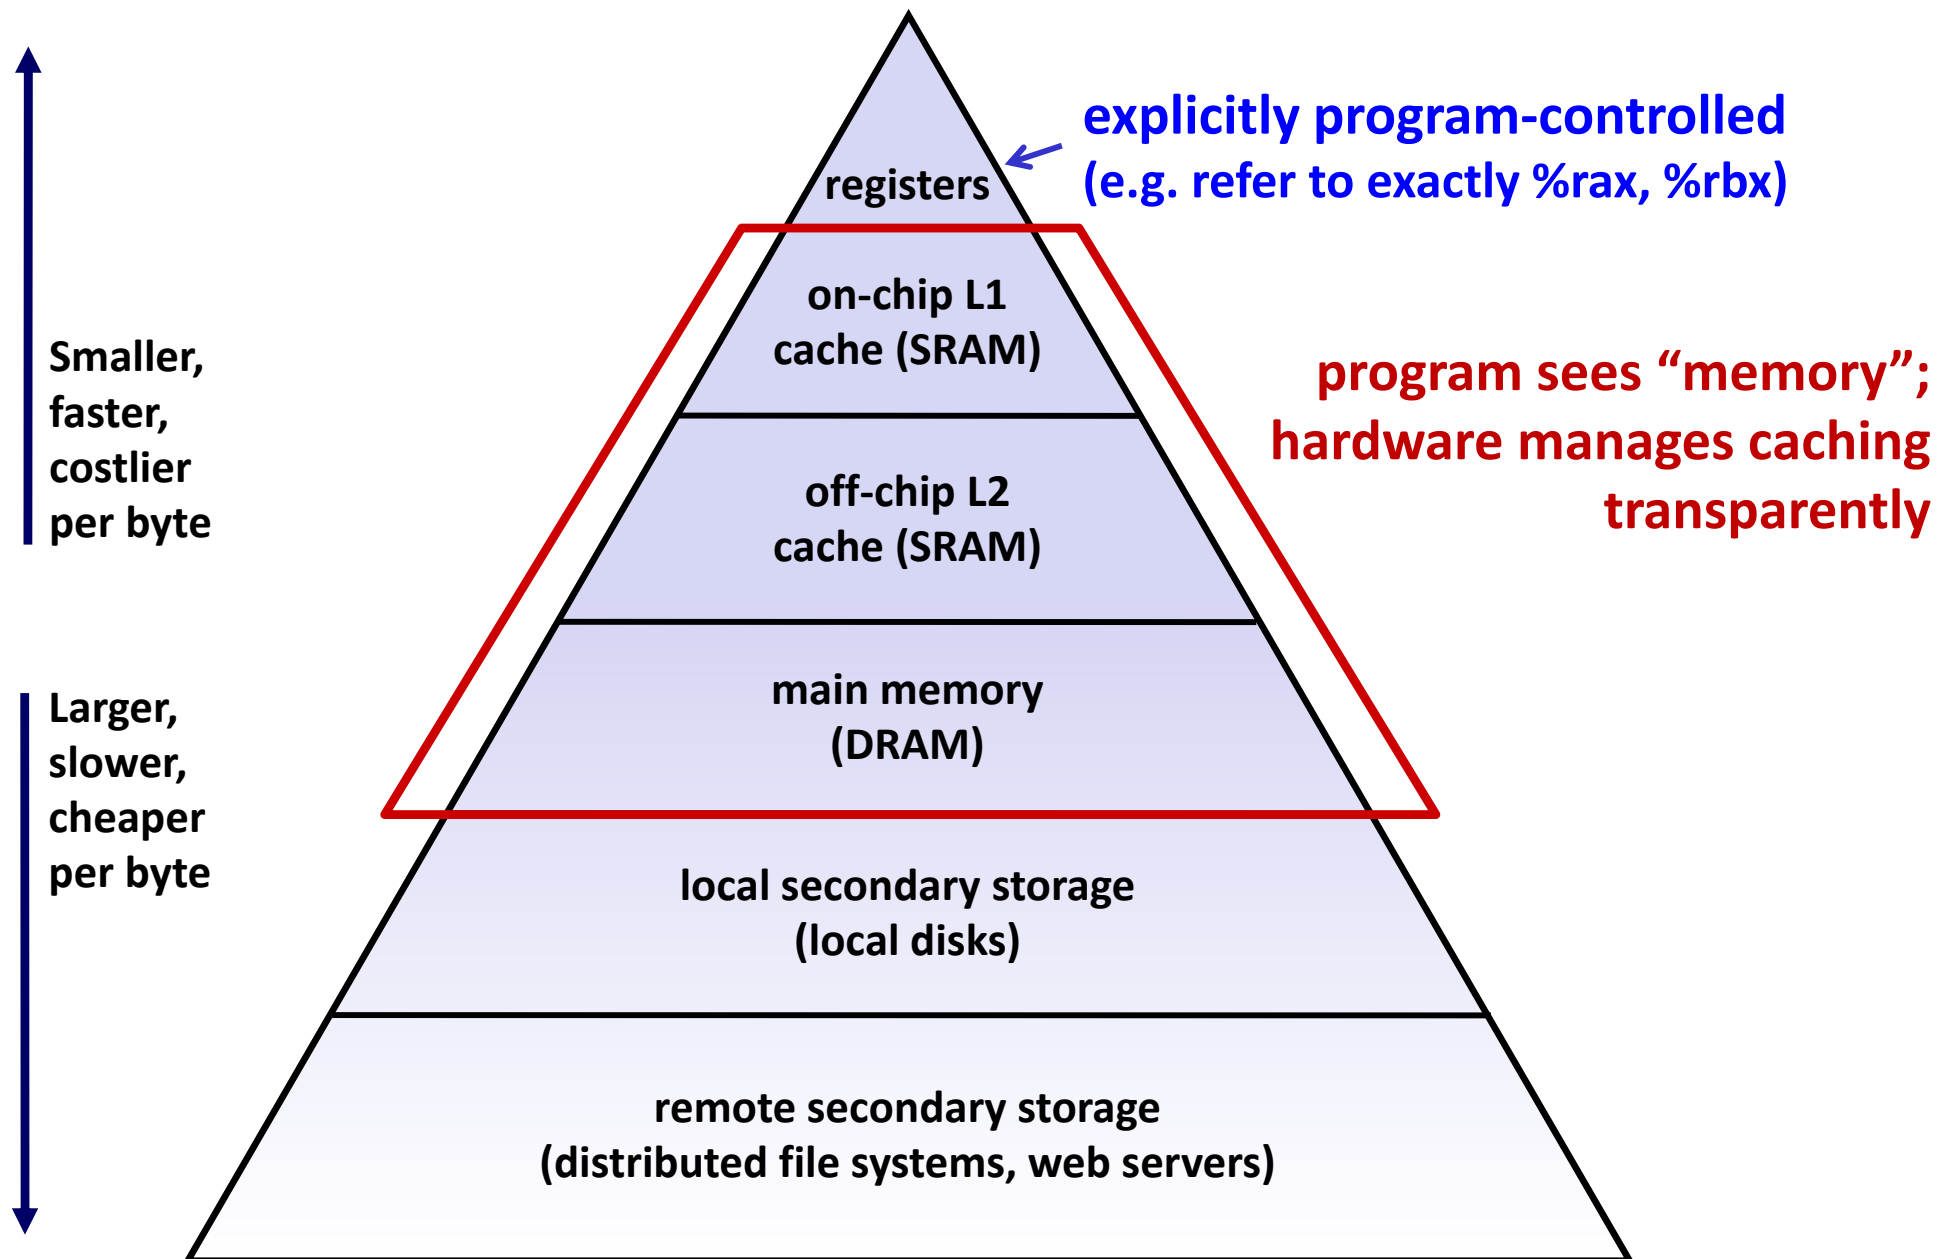 explicitly program-controlled
(e.g. refer to exactly %rax, %rbx)
registers
on-chip L1
cache (SRAM)
Smaller,
faster,
costlier
per byte
program sees “memory”;
hardware manages caching
transparently
off-chip L2
cache (SRAM)
main memory
(DRAM)
Larger,
slower,
cheaper
per byte
local secondary storage
(local disks)
remote secondary storage
(distributed file systems, web servers)